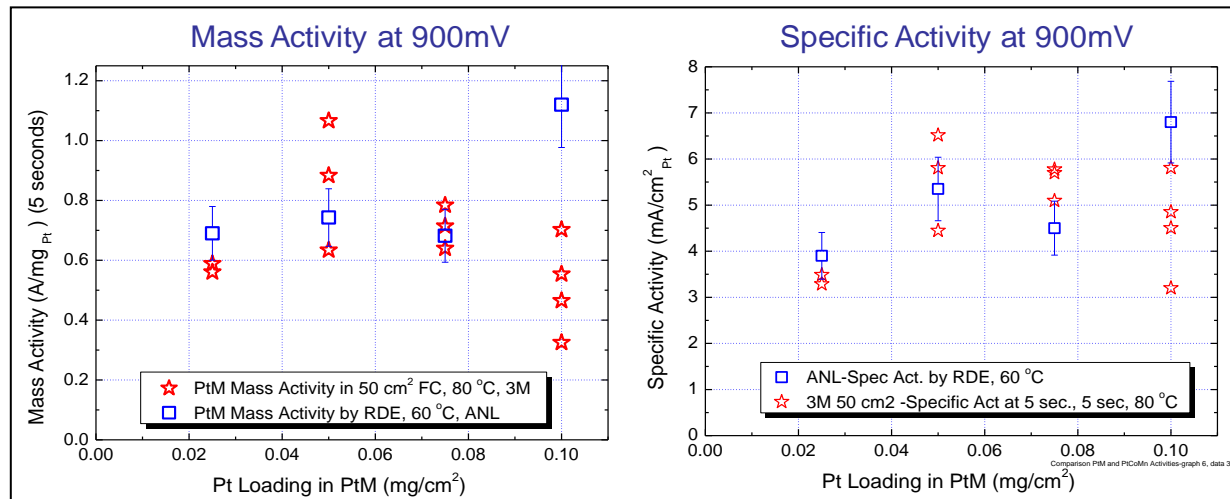 Mass Activity at 900mV
Mass Activity (A/mg Pt ) (5 seconds)
1.2
1.0
0.8
0.6
0.4
0.2
0.0
PtM Mass Activity in 50 cm2 FC, 80 oC, 3M
PtM Mass Activity by RDE, 60 oC, ANL
0.00 0.02 0.04 0.06 0.08 0.10
Pt Loading in PtM (mg/cm2)
Specific Activity at 900mV
Specific Activity (mA/cm2Pt)
8
7
6
5
4
3
2
1
0
ANL-Spec Act. by RDE, 60 oC
3M 50 cm2 -Specific Act at 5 sec., 5 sec, 80 oC
0.00 0.02 0.04 0.06 0.08 0.10
Comparison PtM and PtCoMn Activities-graph 6, data 3
Pt Loading in PtM (mg/cm2)